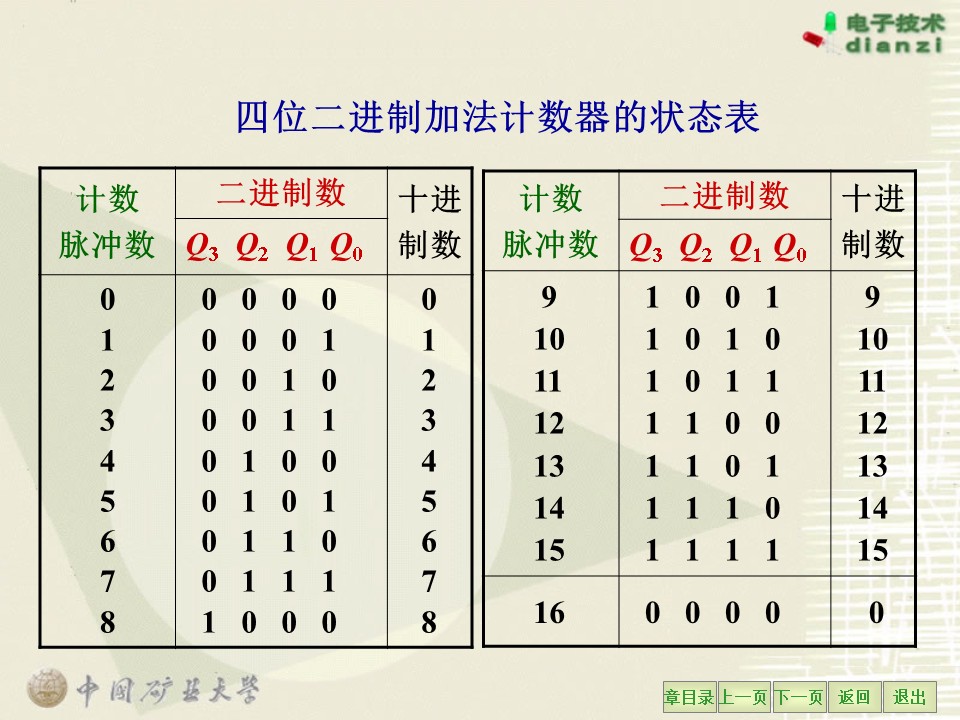 电子技术
dianzi
四位二进制加法计数器的状态表
计数 二进制数 十进
脉冲数 Q3 Q2 Q1 Q0 制数
0 0 0 0 0 0
1 0 0 0 1 1
2 0 0 1 0 2
3 0 0 1 1 3
4 0 1 0 0 4
5 0 1 0 1 5
6 0 1 1 0 6
7 0 1 1 1 7
8 1 0 0 0 8
计数 二进制数 十进
脉冲数 Q3 Q2 Q1 Q0 制数
9 1 0 0 1 9
10 1 0 1 0 10
11 1 0 1 1 11
12 1 1 0 0 12
13 1 1 0 1 13
14 1 1 1 0 14
15 1 1 1 1 15
16 0 0 0 0 0
中国矿业大学
章目录 上一页 下一页 返回 退出